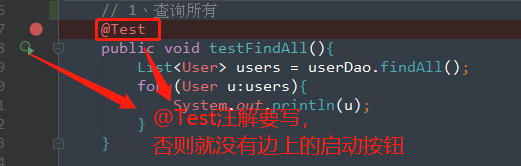 // 1、查询所有
@Test
public void testFindAll(){
List<User> users = userDao.findAll();
for(User u:users){
System.out.println(u);
}
}
@Test注解要写，
否则就没有边上的启动按钮